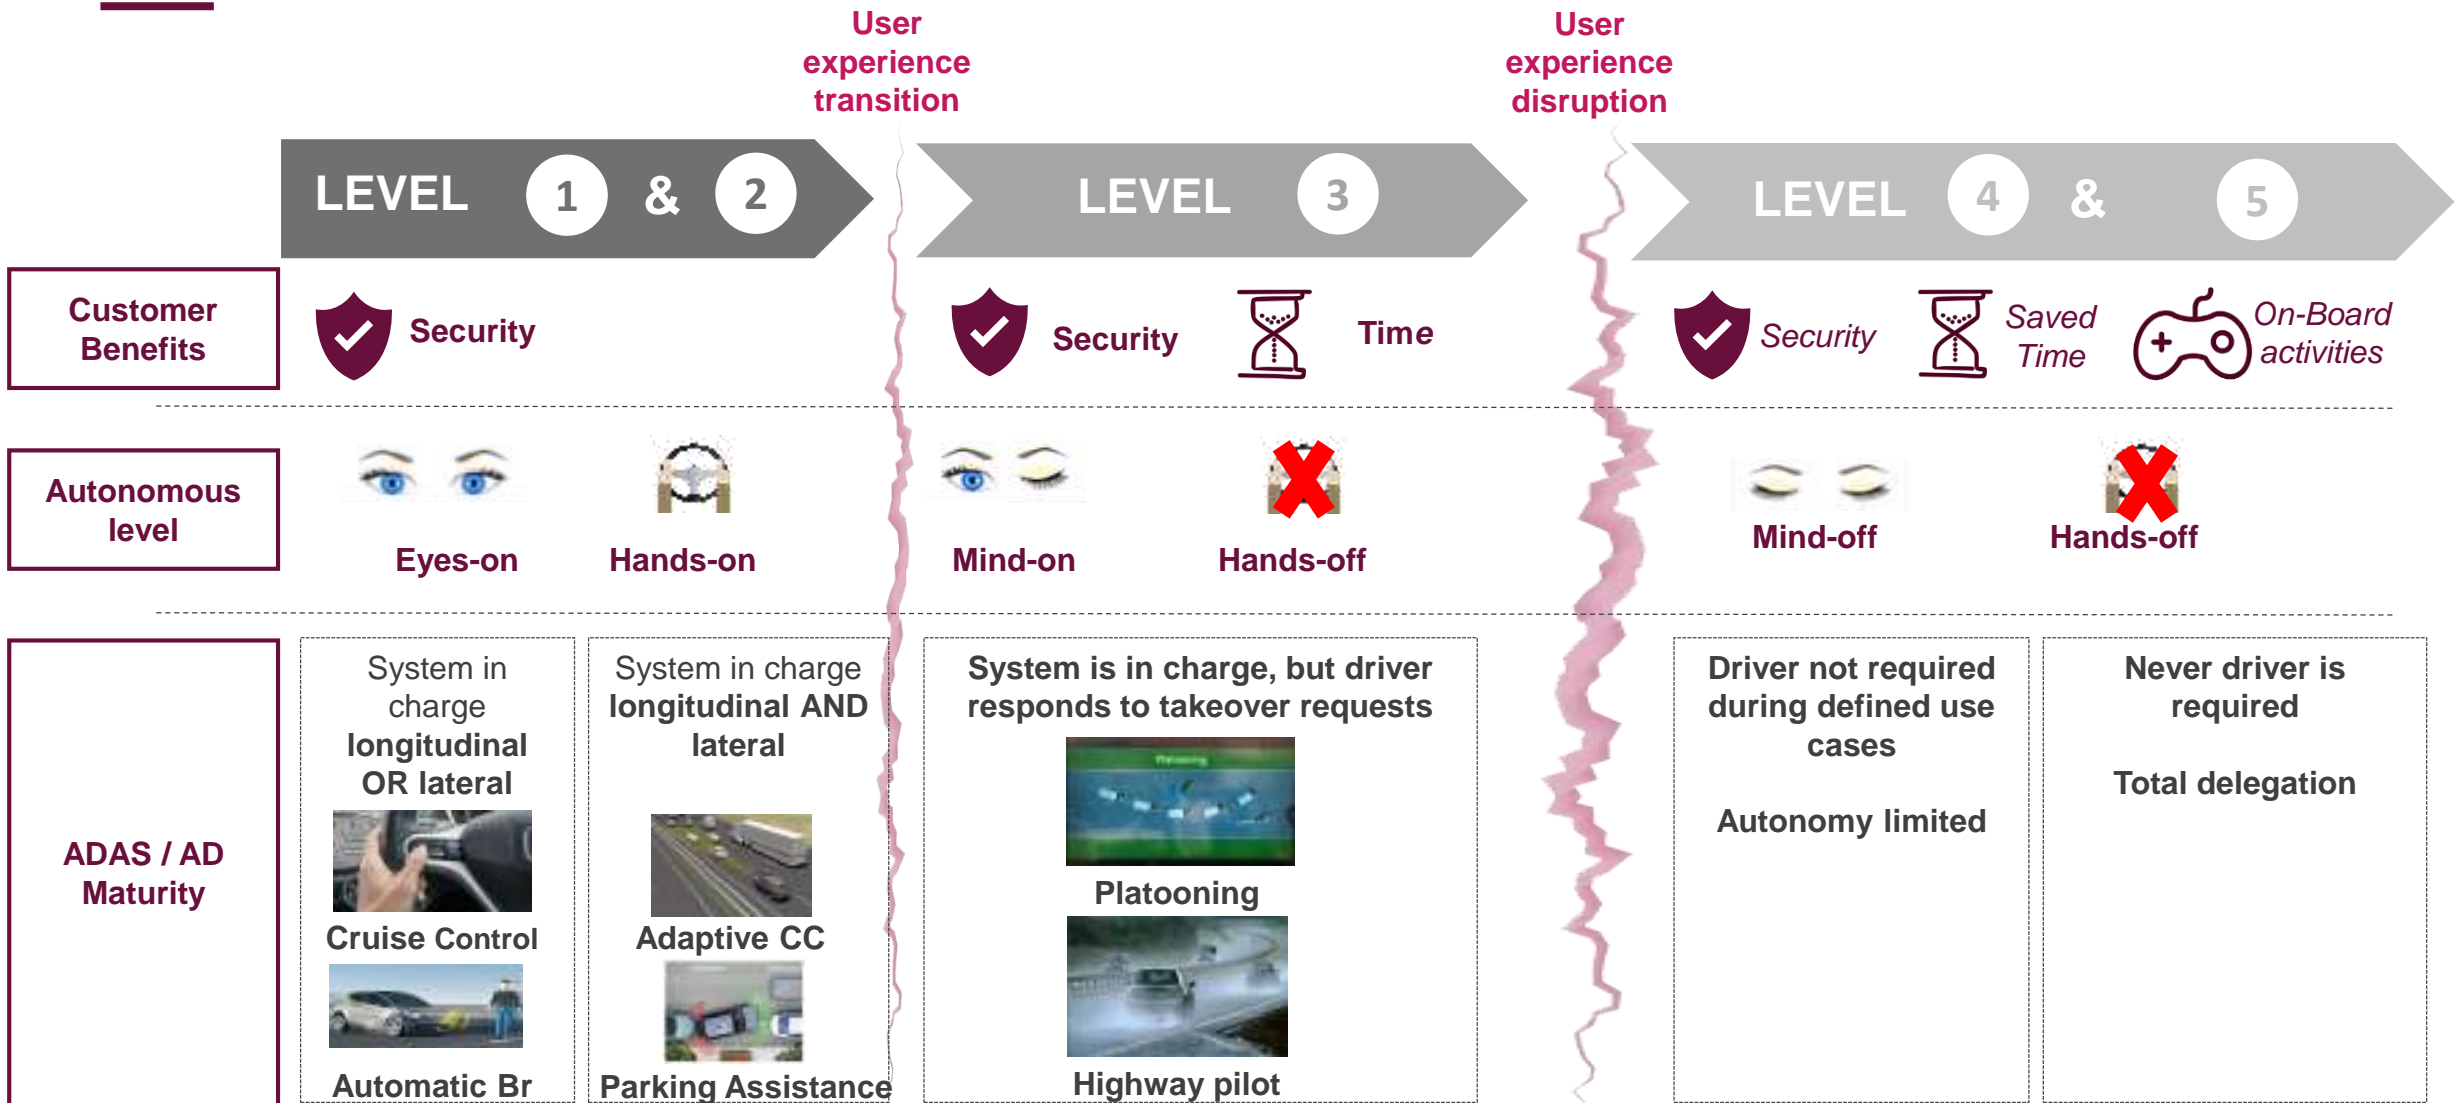 User
experience
transition
User
experience
disruption
LEVEL 1 & 2
LEVEL 3
LEVEL 4 & 5
Customer
Benefits
Security
Security
Time
Security
Saved
Time
On-Board
activities
Autonomous
level
Eyes-on
Hands-on
Mind-on
Hands-off
Mind-off
Hands-off
ADAS / AD
Maturity
System in
charge
longitudinal
OR lateral
Cruise Control
Automatic Br
System in charge
longitudinal AND
lateral
Adaptive CC
Parking Assistance
System is in charge, but driver
responds to takeover requests
Platooning
Platooning
Highway pilot
Driver not required
during defined use
cases
Autonomy limited
Never driver is
required
Total delegation